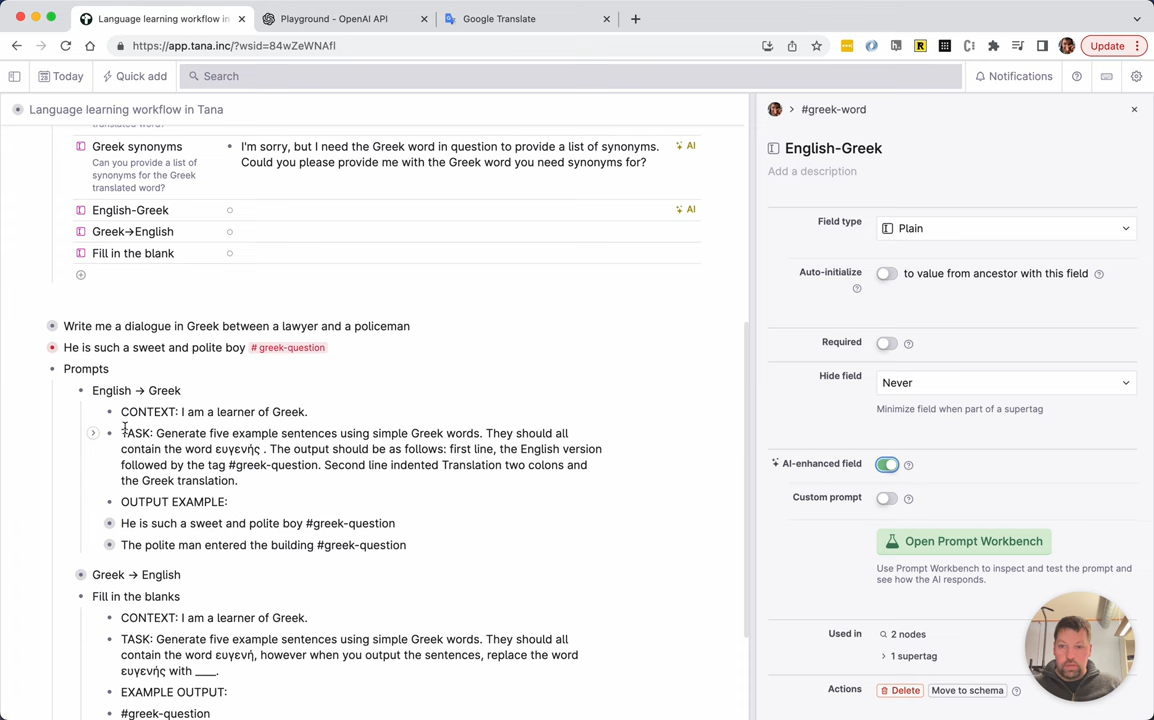 Language learning workflow in
Playground - OpenAI API
Google Translate
https://app.tana.inc/?wsid=84wZeWNAfI
Update
Today
Quick add
Search
Notifications
Language learning workflow in Tana
#greek-word
translated word?
Greek synonyms
Can you provide a list of
synonyms for the Greek
translated word?
I'm sorry, but I need the Greek word in question to provide a list of synonyms.
Could you please provide me with the Greek word you need synonyms for?
AI
English-Greek
AI
Greek→English
Fill in the blank
Write me a dialogue in Greek between a lawyer and a policeman
He is such a sweet and polite boy # greek-question
Prompts
English → Greek
CONTEXT: I am a learner of Greek.
TASK: Generate five example sentences using simple Greek words. They should all
contain the word ευγενής . The output should be as follows: first line, the English version
followed by the tag #greek-question. Second line indented Translation two colons and
the Greek translation.
OUTPUT EXAMPLE:
He is such a sweet and polite boy #greek-question
The polite man entered the building #greek-question
Greek → English
Fill in the blanks
CONTEXT: I am a learner of Greek.
TASK: Generate five example sentences using simple Greek words. They should all
contain the word ευγενή, however when you output the sentences, replace the word
ευγενής with ____.
EXAMPLE OUTPUT:
#greek-question
English-Greek
Add a description
Field type
Plain
Auto-initialize
to value from ancestor with this field
Required
Hide field
Never
Minimize field when part of a supertag
AI-enhanced field
Custom prompt
Open Prompt Workbench
Use Prompt Workbench to inspect and test the prompt and
see how the AI responds.
Used in
2 nodes
1 supertag
Actions
Delete
Move to schema